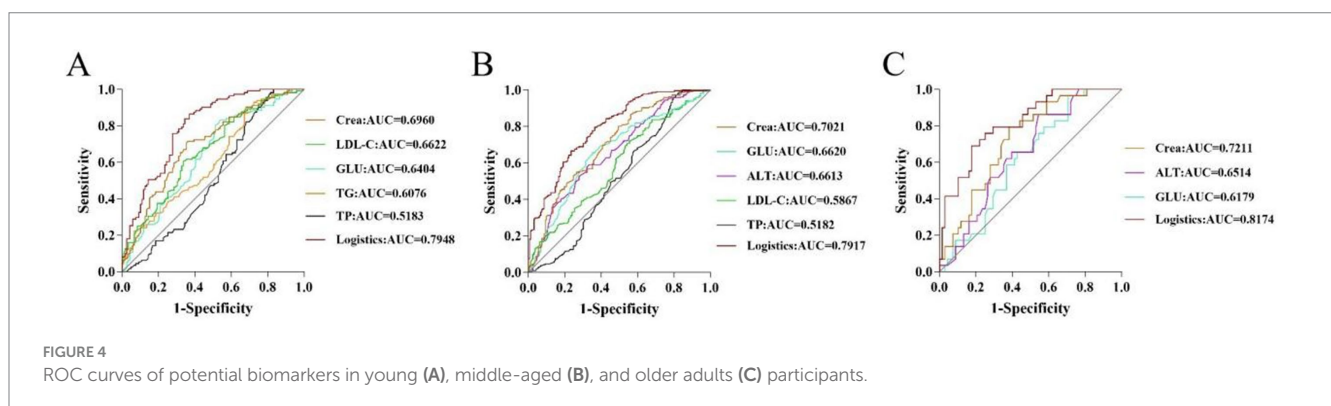 A
Sensitivity
1.0
0.8
0.6
0.4
0.2
0.0
0.0 0.2 0.4 0.6 0.8 1.0
1-Specificity
Crea:AUC=0.6960
LDL-C:AUC=0.6622
GLU:AUC=0.6404
TG:AUC=0.6076
TP:AUC=0.5183
Logistics:AUC=0.7948
B
Sensitivity
1.0
0.8
0.6
0.4
0.2
0.0
0.0 0.2 0.4 0.6 0.8 1.0
1-Specificity
Crea:AUC=0.7021
GLU:AUC=0.6620
ALT:AUC=0.6613
LDL-C:AUC=0.5867
TP:AUC=0.5182
Logistics:AUC=0.7917
C
Sensitivity
1.0
0.8
0.6
0.4
0.2
0.0
0.0 0.2 0.4 0.6 0.8 1.0
1-Specificity
Crea:AUC=0.7211
ALT:AUC=0.6514
GLU:AUC=0.6179
Logistics:AUC=0.8174
FIGURE 4
ROC curves of potential biomarkers in young (A), middle-aged (B), and older adults (C) participants.